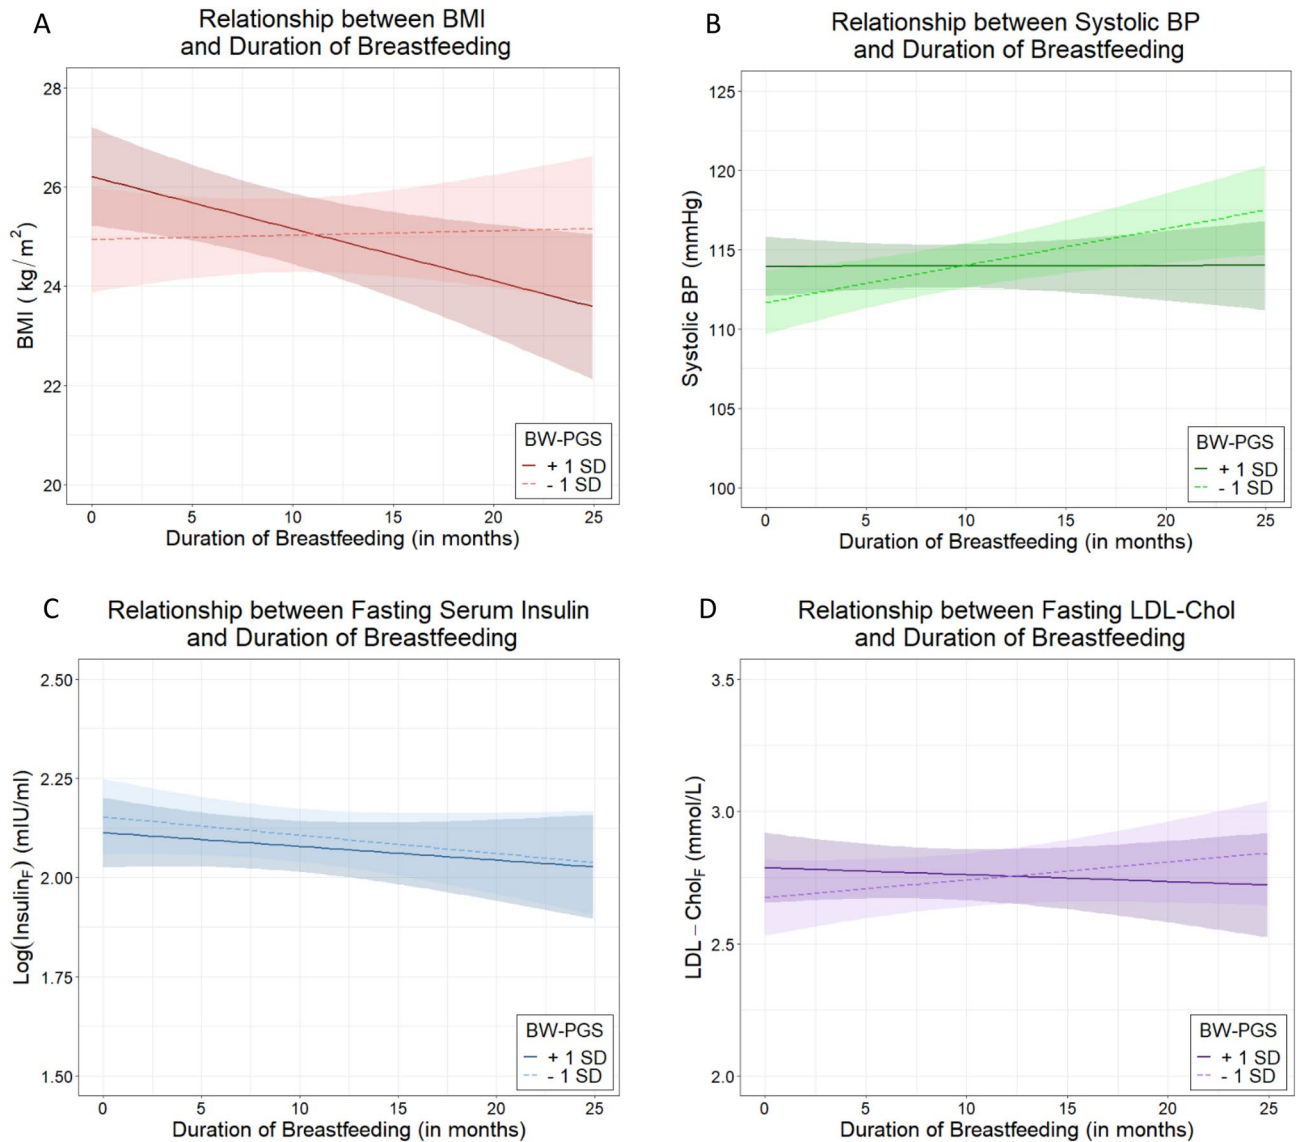 A
Relationship between BMI
and Duration of Breastfeeding
28
26
24
22
20
BMI ( kg/m²)
0 5 10 15 20 25
Duration of Breastfeeding (in months)
BW-PGS
+ 1 SD
- 1 SD
B
Relationship between Systolic BP
and Duration of Breastfeeding
125
120
115
110
105
100
Systolic BP (mmHg)
0 5 10 15 20 25
Duration of Breastfeeding (in months)
BW-PGS
+ 1 SD
- 1 SD
C
Relationship between Fasting Serum Insulin
and Duration of Breastfeeding
2.50
2.25
2.00
1.75
1.50
Log(Insulin_F) (mIU/ml)
0 5 10 15 20 25
Duration of Breastfeeding (in months)
BW-PGS
+ 1 SD
- 1 SD
D
Relationship between Fasting LDL-Chol
and Duration of Breastfeeding
3.5
3.0
2.5
2.0
LDL − Chol_F (mmol/L)
0 5 10 15 20 25
Duration of Breastfeeding (in months)
BW-PGS
+ 1 SD
- 1 SD